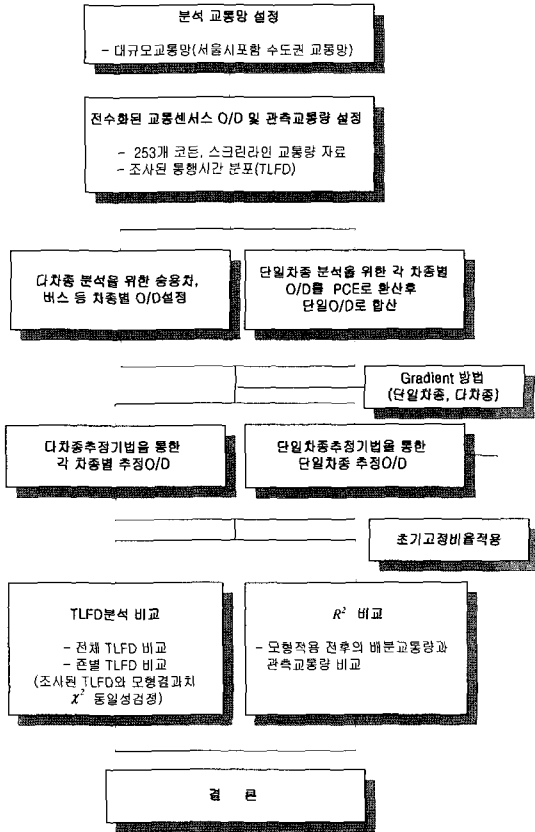 분석 교통망 설정
- 대규모교통망(서울시포함 수도권 교통망)
전수화된 교통센서스 O/D 및 관측교통량 설정
- 253개 코든, 스크린라인 교통량 자료
- 조사된 통행시간 분포(TLFD)
다차종 분석을 위한 승용차,
버스 등 차종별 O/D설정
단일차종 분석을 위한 각 차종별
O/D를 PCE로 환산후
단일O/D로 합산
Gradient 방법
(단일차종, 다차종)
다차종추정기법을 통한
각 차종별 추정O/D
단일차종추정기법을 통한
단일차종 추정O/D
초기고정비율적용
TLFD분석 비교
- 전체 TLFD 비교
- 존별 TLFD 비교
(조사된 TLFD와 모형결과치
χ² 동일성검정)
R² 비교
- 모형적용 전후의 배분교통량과
관측교통량 비교
결 론